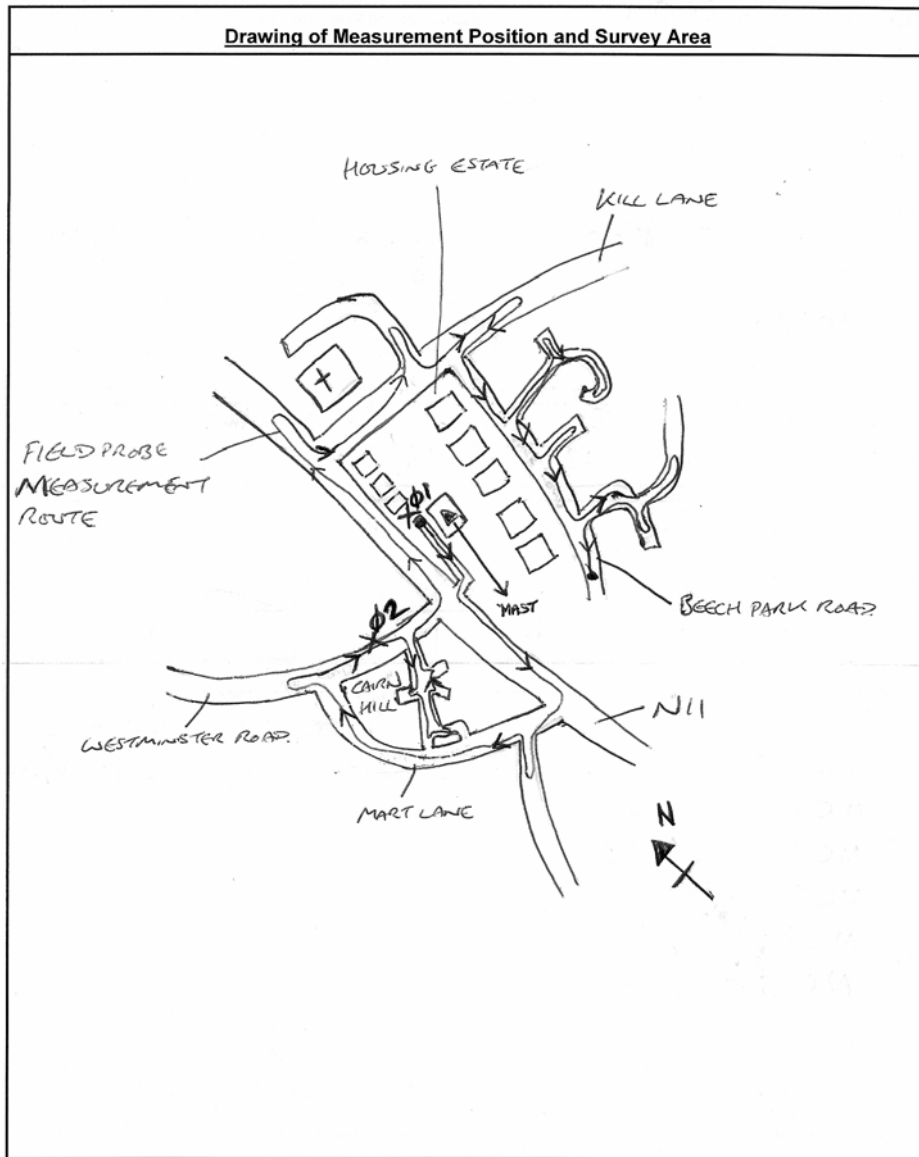 Drawing of Measurement Position and Survey Area
HOUSING ESTATE
KILL LANE
FIELD PROBE
MEASUREMENT
ROUTE
φ1
MAST
BEECH PARK ROAD.
φ2
CAIRN
HILL
N11
WESTMINSTER ROAD.
MART LANE
N